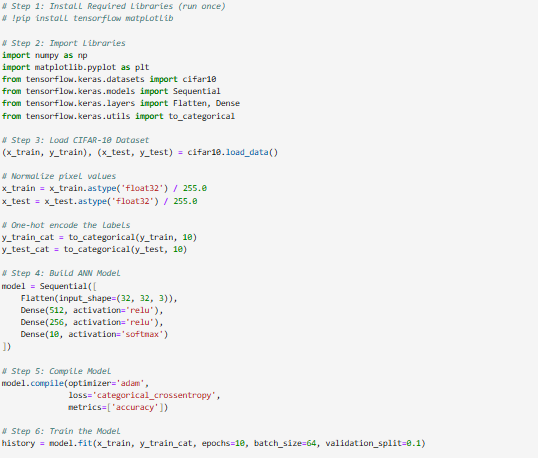 # Step 1: Install Required Libraries (run once)
# !pip install tensorflow matplotlib

# Step 2: Import Libraries
import numpy as np
import matplotlib.pyplot as plt
from tensorflow.keras.datasets import cifar10
from tensorflow.keras.models import Sequential
from tensorflow.keras.layers import Flatten, Dense
from tensorflow.keras.utils import to_categorical

# Step 3: Load CIFAR-10 Dataset
(x_train, y_train), (x_test, y_test) = cifar10.load_data()

# Normalize pixel values
x_train = x_train.astype('float32') / 255.0
x_test = x_test.astype('float32') / 255.0

# One-hot encode the labels
y_train_cat = to_categorical(y_train, 10)
y_test_cat = to_categorical(y_test, 10)

# Step 4: Build ANN Model
model = Sequential([
    Flatten(input_shape=(32, 32, 3)),
    Dense(512, activation='relu'),
    Dense(256, activation='relu'),
    Dense(10, activation='softmax')
])

# Step 5: Compile Model
model.compile(optimizer='adam',
              loss='categorical_crossentropy',
              metrics=['accuracy'])

# Step 6: Train the Model
history = model.fit(x_train, y_train_cat, epochs=10, batch_size=64, validation_split=0.1)